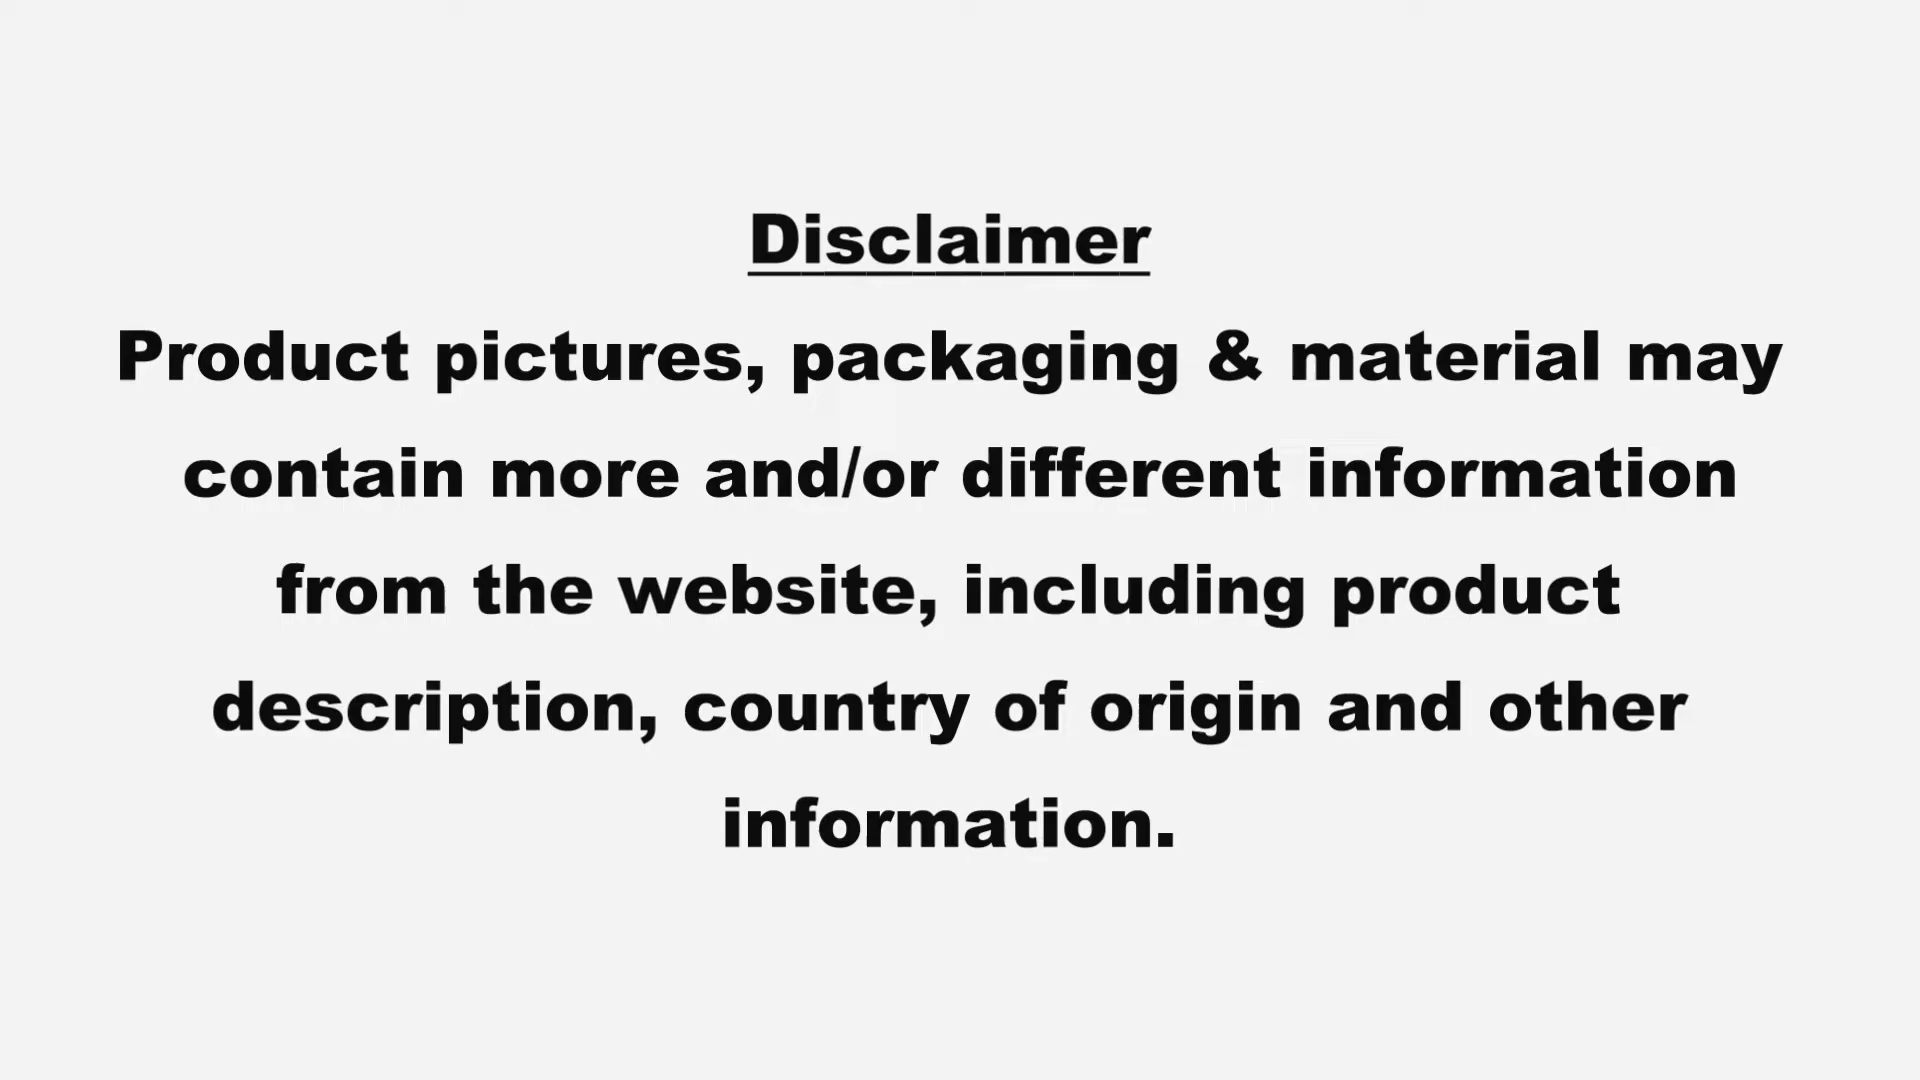 Disclaimer
Product pictures, packaging & material may
contain more and/or different information
from the website, including product
description, country of origin and other
information.